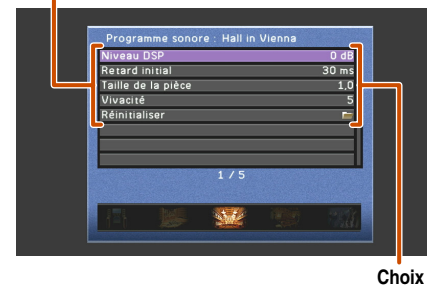 Programme sonore : Hall in Vienna
Niveau DSP 0 dB
Retard initial 30 ms
Taille de la pièce 1,0
Vivacité 5
Réinitialiser
1 / 5
Choix